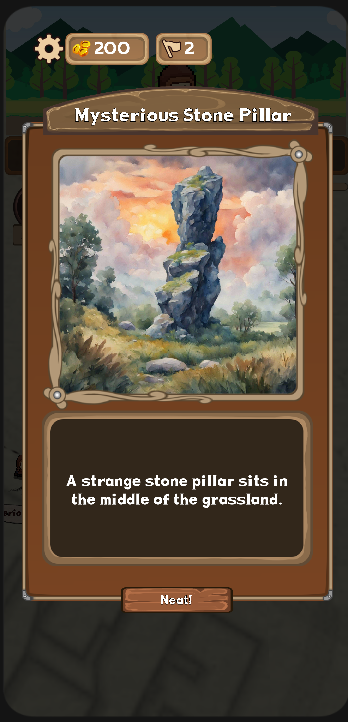 200
2
Mysterious Stone Pillar
A strange stone pillar sits in
the middle of the grassland.
Neat!